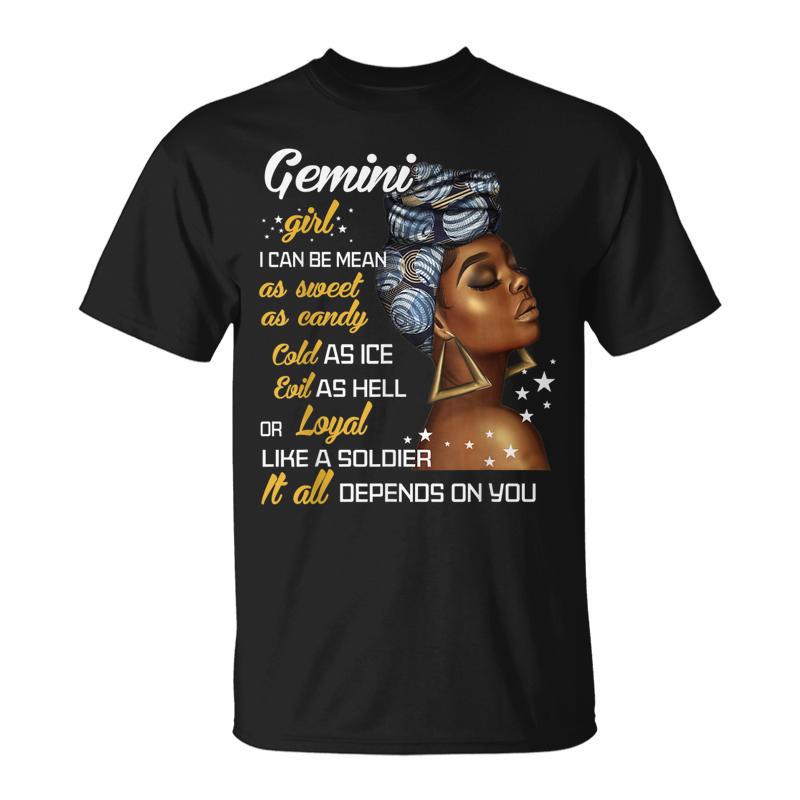 Gemini
girl
I CAN BE MEAN
as sweet
as candy
Cold AS ICE
Evil AS HELL
OR Loyal
LIKE A SOLDIER
It all DEPENDS ON YOU